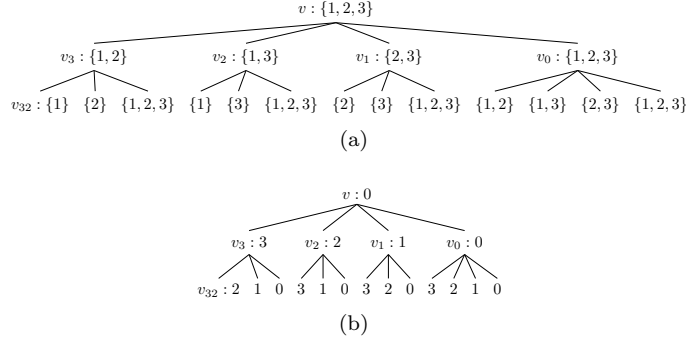 v : {1, 2, 3}
v₃ : {1, 2} v₂ : {1, 3} v₁ : {2, 3} v₀ : {1, 2, 3}
v₃₂ : {1} {2} {1, 2, 3} {1} {3} {1, 2, 3} {2} {3} {1, 2, 3} {1, 2} {1, 3} {2, 3} {1, 2, 3}
(a)
v : 0
v₃ : 3 v₂ : 2 v₁ : 1 v₀ : 0
v₃₂ : 2 1 0 3 1 0 3 2 0 3 2 1 0
(b)